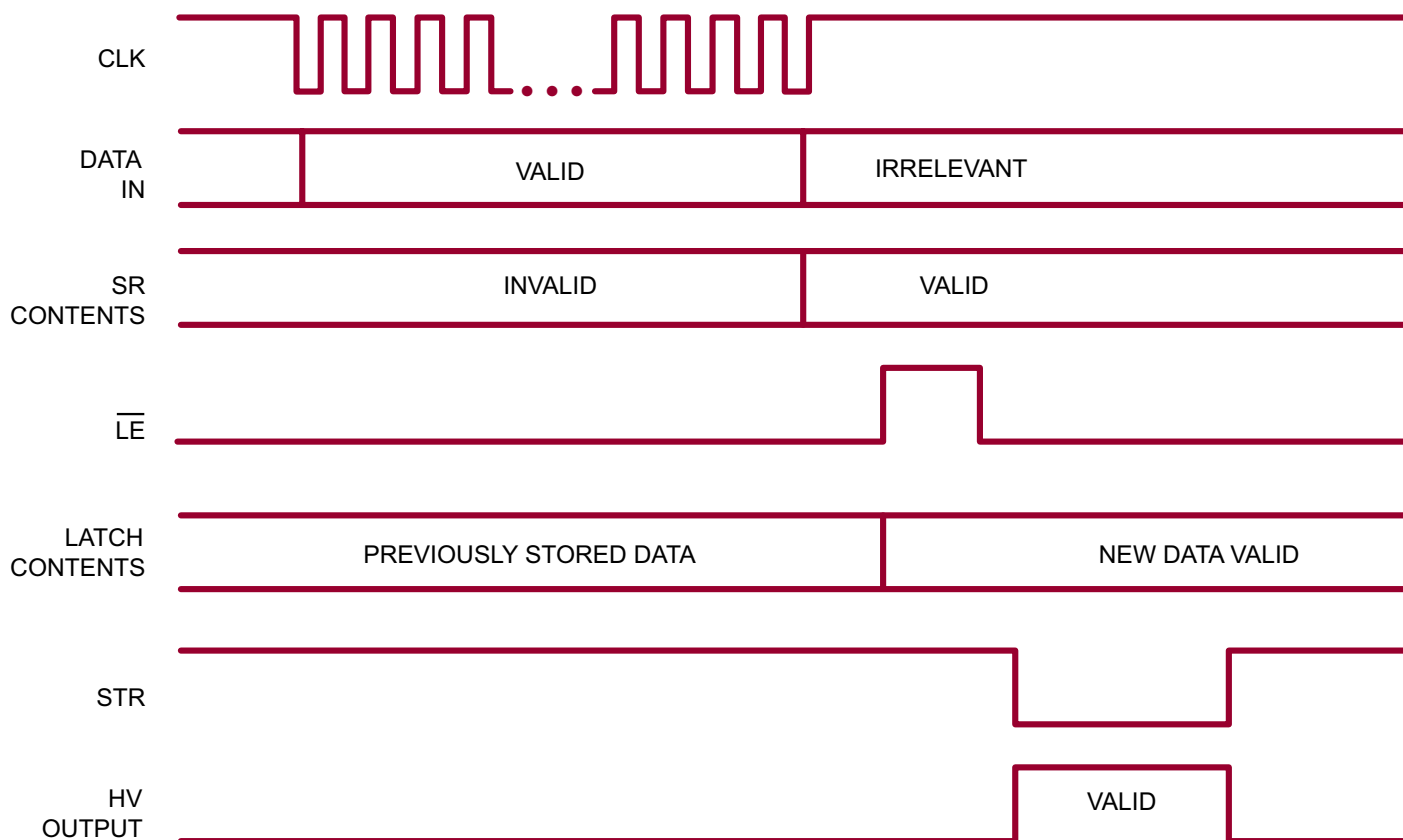 CLK
DATA
IN
VALID
IRRELEVANT
SR
CONTENTS
INVALID
VALID
LE
LATCH
CONTENTS
PREVIOUSLY STORED DATA
NEW DATA VALID
STR
HV
OUTPUT
VALID